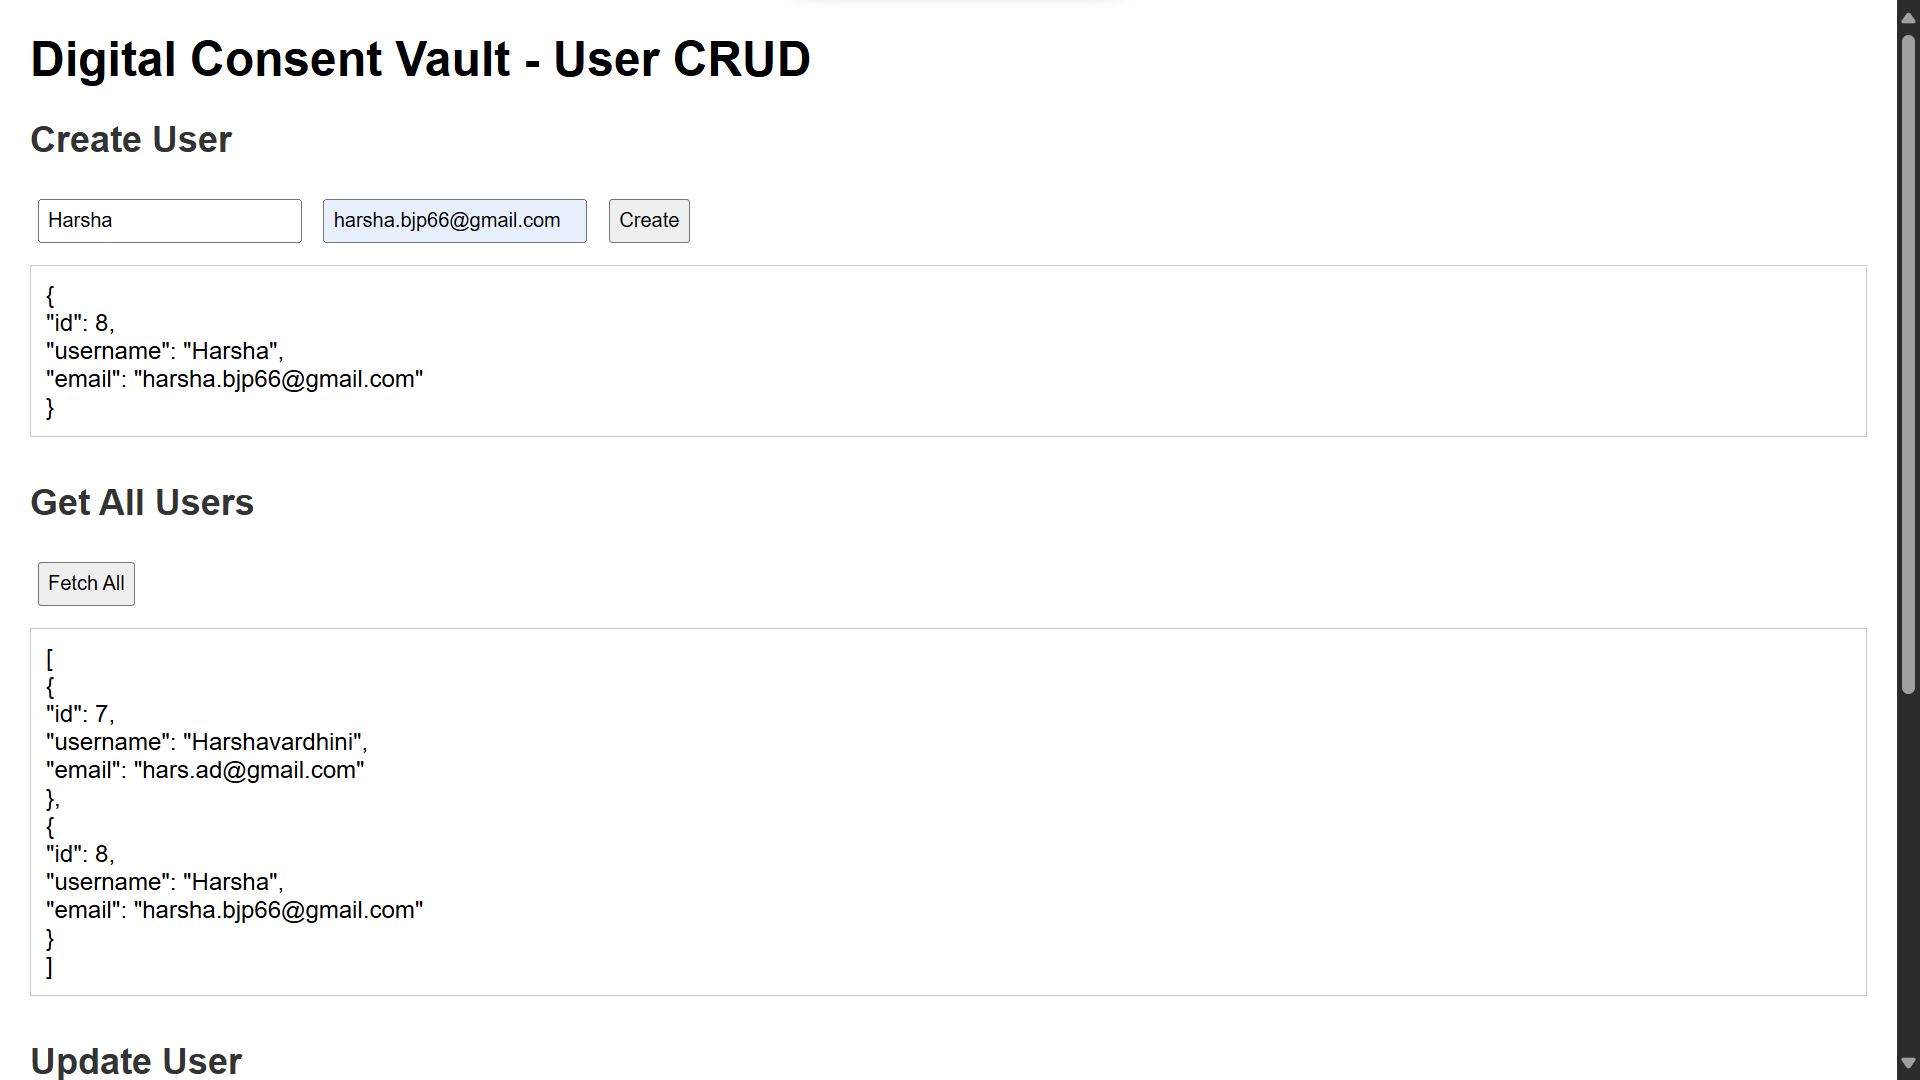 Digital Consent Vault - User CRUD
Create User
Harsha harsha.bjp66@gmail.com Create
{
"id": 8,
"username": "Harsha",
"email": "harsha.bjp66@gmail.com"
}
Get All Users
Fetch All
[
{
"id": 7,
"username": "Harshavardhini",
"email": "hars.ad@gmail.com"
},
{
"id": 8,
"username": "Harsha",
"email": "harsha.bjp66@gmail.com"
}
]
Update User